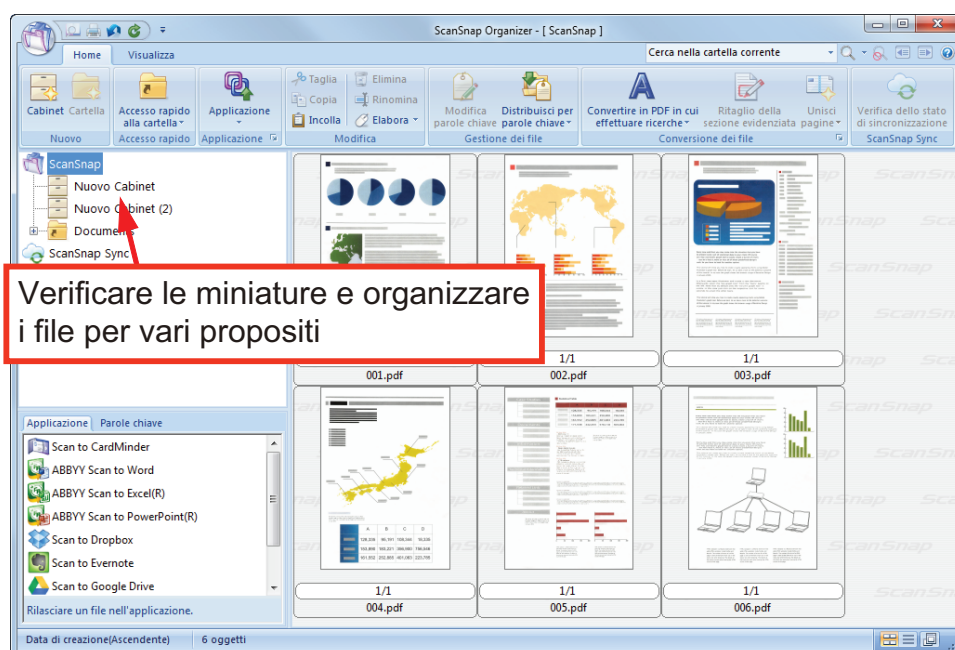 ScanSnap Organizer - [ ScanSnap ]
Home Visualizza
Cerca nella cartella corrente
Cabinet Cartella
Nuovo
Accesso rapido
alla cartella
Accesso rapido
Applicazione
Applicazione
Taglia Elimina
Copia Rinomina
Incolla Elabora
Modifica
Modifica
parole chiave
Distribuisci per
parole chiave
Gestione dei file
Convertire in PDF in cui
effettuare ricerche
Ritaglio della
sezione evidenziata
Unisci
pagine
Conversione dei file
Verifica dello stato
di sincronizzazione
ScanSnap Sync
ScanSnap
Nuovo Cabinet
Nuovo Cabinet (2)
ScanSnap Sync
Verificare le miniature e organizzare
i file per vari propositi
1/1
001.pdf
1/1
002.pdf
1/1
003.pdf
Applicazione Parole chiave
Scan to CardMinder
ABBYY Scan to Word
ABBYY Scan to Excel(R)
ABBYY Scan to PowerPoint(R)
Scan to Dropbox
Scan to Evernote
Scan to Google Drive
Rilasciare un file nell'applicazione.
A B C D
1/1
004.pdf
1/1
005.pdf
1/1
006.pdf
Data di creazione(Ascendente) 6 oggetti